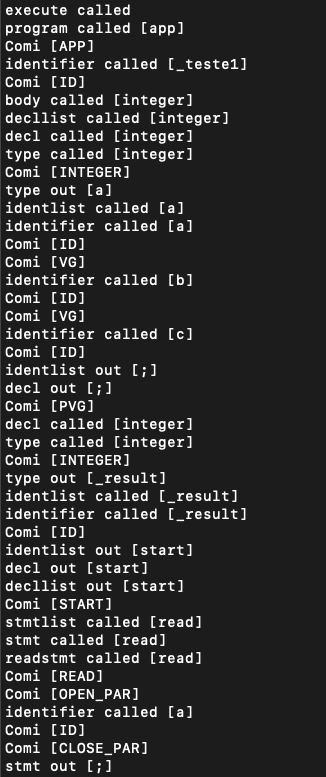 execute called
program called [app]
Comi [APP]
identifier called [_teste1]
Comi [ID]
body called [integer]
decllist called [integer]
decl called [integer]
type called [integer]
Comi [INTEGER]
type out [a]
identlist called [a]
identifier called [a]
Comi [ID]
Comi [VG]
identifier called [b]
Comi [ID]
Comi [VG]
identifier called [c]
Comi [ID]
identlist out [;]
decl out [;]
Comi [PVG]
decl called [integer]
type called [integer]
Comi [INTEGER]
type out [_result]
identlist called [_result]
identifier called [_result]
Comi [ID]
identlist out [start]
decl out [start]
decllist out [start]
Comi [START]
stmtlist called [read]
stmt called [read]
readstmt called [read]
Comi [READ]
Comi [OPEN_PAR]
identifier called [a]
Comi [ID]
Comi [CLOSE_PAR]
stmt out [;]